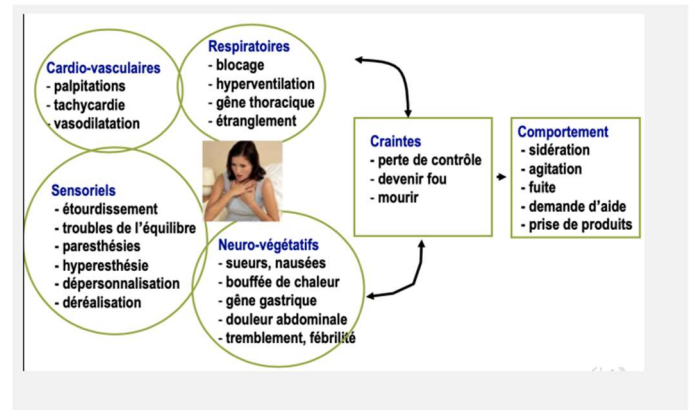 Cardio-vasculaires
- palpitations
- tachycardie
- vasodilatation
Respiratoires
- blocage
- hyperventilation
- gêne thoracique
- étranglement
Sensoriels
- étourdissement
- troubles de l'équilibre
- paresthésies
- hyperesthésie
- dépersonnalisation
- déréalisation
Neuro-végétatifs
- sueurs, nausées
- bouffée de chaleur
- gêne gastrique
- douleur abdominale
- tremblement, fébrilité
Craintes
- perte de contrôle
- devenir fou
- mourir
Comportement
- sidération
- agitation
- fuite
- demande d'aide
- prise de produits